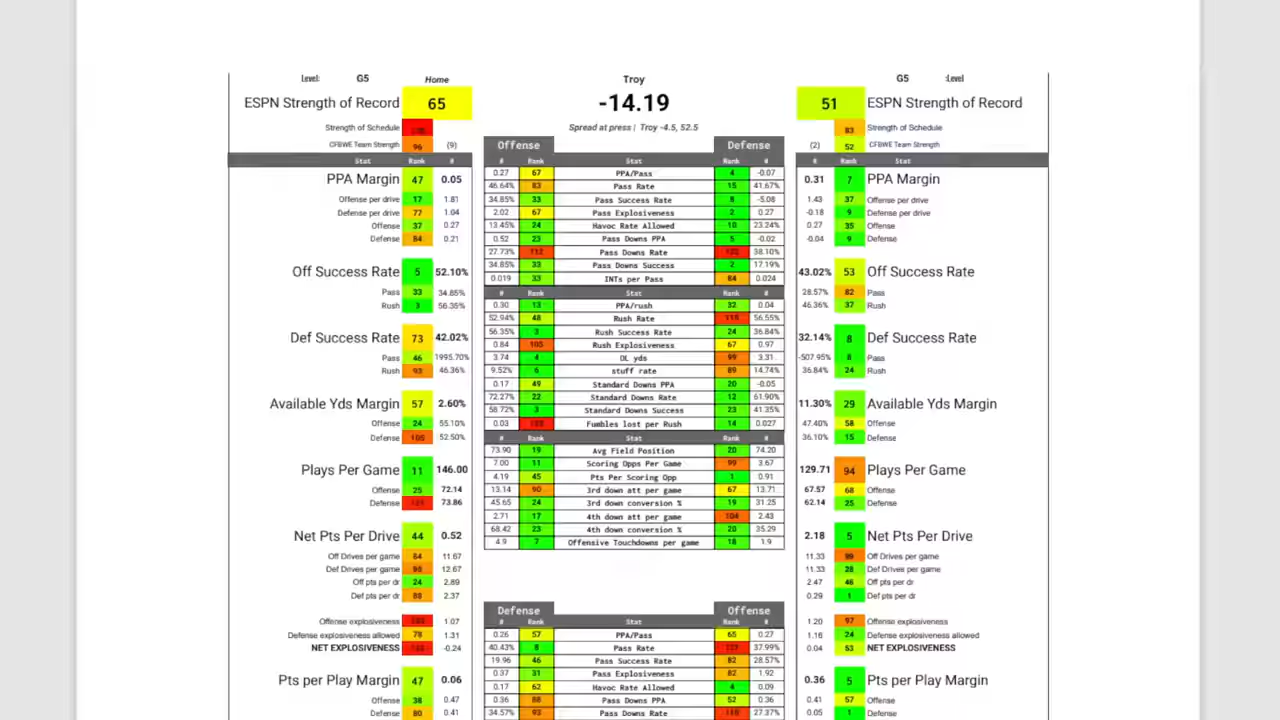 Level: G5 Home Troy G5 :Level
ESPN Strength of Record 65 -14.19 51 ESPN Strength of Record
Strength of Schedule Spread at press | Troy -4.5, 52.5 83 Strength of Schedule
CFBWE Team Strength 96 (9) Offense Defense (2) 52 CFBWE Team Strength
Stat Rank # # Rank Stat Rank # # Rank Stat
PPA Margin 47 0.05 0.27 67 PPA/Pass 4 -0.07 0.31 7 PPA Margin
46.64% 83 Pass Rate 15 41.67%
Offense per drive 17 1.81 34.85% 33 Pass Success Rate 8 -5.08 1.43 37 Offense per drive
Defense per drive 77 1.04 2.02 67 Pass Explosiveness 2 0.27 -0.18 9 Defense per drive
Offense 37 0.27 13.45% 24 Havoc Rate Allowed 10 23.24% 0.27 35 Offense
Defense 84 0.21 0.52 23 Pass Downs PPA 5 -0.02 -0.04 9 Defense
27.73% 112 Pass Downs Rate 38.10%
Off Success Rate 5 52.10% 34.85% 33 Pass Downs Success 2 17.19% 43.02% 53 Off Success Rate
0.019 33 INTs per Pass 84 0.024
Pass 33 34.85% # Rank Stat Rank # 28.57% 82 Pass
Rush 3 56.35% 0.30 13 PPA/rush 32 0.04 46.36% 37 Rush
52.94% 48 Rush Rate 115 56.55%
Def Success Rate 73 42.02% 56.35% 3 Rush Success Rate 24 36.84% 32.14% 8 Def Success Rate
0.84 105 Rush Explosiveness 67 0.97
Pass 46 1995.70% 3.74 4 OL yds 99 3.31 -507.95% 8 Pass
Rush 93 46.36% 9.52% 6 stuff rate 89 14.74% 36.84% 24 Rush
0.17 49 Standard Downs PPA 20 -0.05
Available Yds Margin 57 2.60% 72.27% 22 Standard Downs Rate 12 61.90% 11.30% 29 Available Yds Margin
58.72% 3 Standard Downs Success 23 41.35%
Offense 24 55.10% 0.03 Fumbles lost per Rush 14 0.027 47.40% 58 Offense
Defense 105 52.50% # Rank Stat Rank # 36.10% 15 Defense
73.90 19 Avg Field Position 20 74.20
Plays Per Game 11 146.00 7.00 11 Scoring Opps Per Game 99 3.67 129.71 94 Plays Per Game
4.19 45 Pts Per Scoring Opp 1 0.91
Offense 25 72.14 13.14 90 3rd down att per game 67 13.71 67.57 68 Offense
Defense 73.86 45.65 24 3rd down conversion % 19 31.25 62.14 25 Defense
2.71 17 4th down att per game 104 2.43
Net Pts Per Drive 44 0.52 68.42 23 4th down conversion % 20 35.29 2.18 5 Net Pts Per Drive
4.9 7 Offensive Touchdowns per game 18 1.9
Off Drives per game 84 11.67 11.33 99 Off Drives per game
Def Drives per game 98 12.67 11.33 28 Def Drives per game
Off pts per dr 24 2.89 2.47 46 Off pts per dr
Def pts per dr 88 2.37 0.29 1 Def pts per dr
Defense Offense
Offense explosiveness 1.07 # Rank Stat Rank # 1.20 97 Offense explosiveness
Defense explosiveness allowed 78 1.31 0.26 57 PPA/Pass 65 0.27 1.16 24 Defense explosiveness allowed
NET EXPLOSIVENESS -0.24 40.43% 8 Pass Rate 37.99% 0.04 53 NET EXPLOSIVENESS
19.96 46 Pass Success Rate 82 28.57%
Pts per Play Margin 47 0.06 0.37 31 Pass Explosiveness 82 1.92 0.36 5 Pts per Play Margin
0.17 62 Havoc Rate Allowed 4 0.09
Offense 38 0.47 0.36 88 Pass Downs PPA 52 0.36 0.41 57 Offense
Defense 80 0.41 34.57% 93 Pass Downs Rate 27.37% 0.05 1 Defense